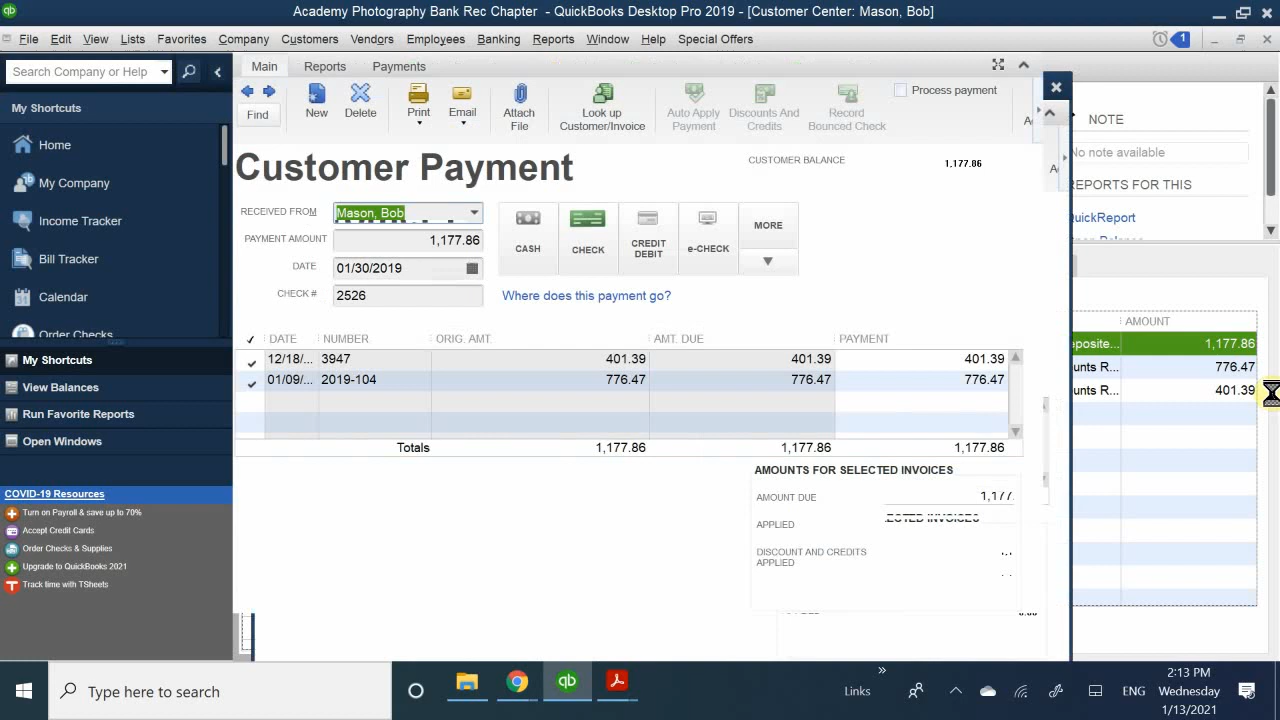 Academy Photography Bank Rec Chapter - QuickBooks Desktop Pro 2019 - [Customer Center: Mason, Bob]
File Edit View Lists Favorites Company Customers Vendors Employees Banking Reports Window Help Special Offers
1
Search Company or Help
My Shortcuts
Home
My Company
Income Tracker
Bill Tracker
Calendar
Order Checks
My Shortcuts
View Balances
Run Favorite Reports
Open Windows
COVID-19 Resources
Turn on Payroll & save up to 70%
Accept Credit Cards
Order Checks & Supplies
Upgrade to QuickBooks 2021
Track time with TSheets
Main Reports Payments
Find
New
Delete
Print
Email
Attach
File
Look up
Customer/Invoice
Auto Apply
Payment
Discounts And
Credits
Record
Bounced Check
Process payment
Customer Payment
CUSTOMER BALANCE 1,177.86
RECEIVED FROM Mason, Bob
PAYMENT AMOUNT 1,177.86
DATE 01/30/2019
CHECK # 2526
CASH
CHECK
CREDIT
DEBIT
e-CHECK
MORE
Where does this payment go?
DATE NUMBER ORIG. AMT. AMT. DUE PAYMENT
12/18/... 3947 401.39 401.39 401.39
01/09/... 2019-104 776.47 776.47 776.47
Totals 1,177.86 1,177.86 1,177.86
AMOUNTS FOR SELECTED INVOICES
AMOUNT DUE
APPLIED
DISCOUNT AND CREDITS
APPLIED
NOTE
No note available
REPORTS FOR THIS
QuickReport
AMOUNT
eposite... 1,177.86
unts R... 776.47
unts R... 401.39
Type here to search
Links
ENG
2:13 PM
Wednesday
1/13/2021